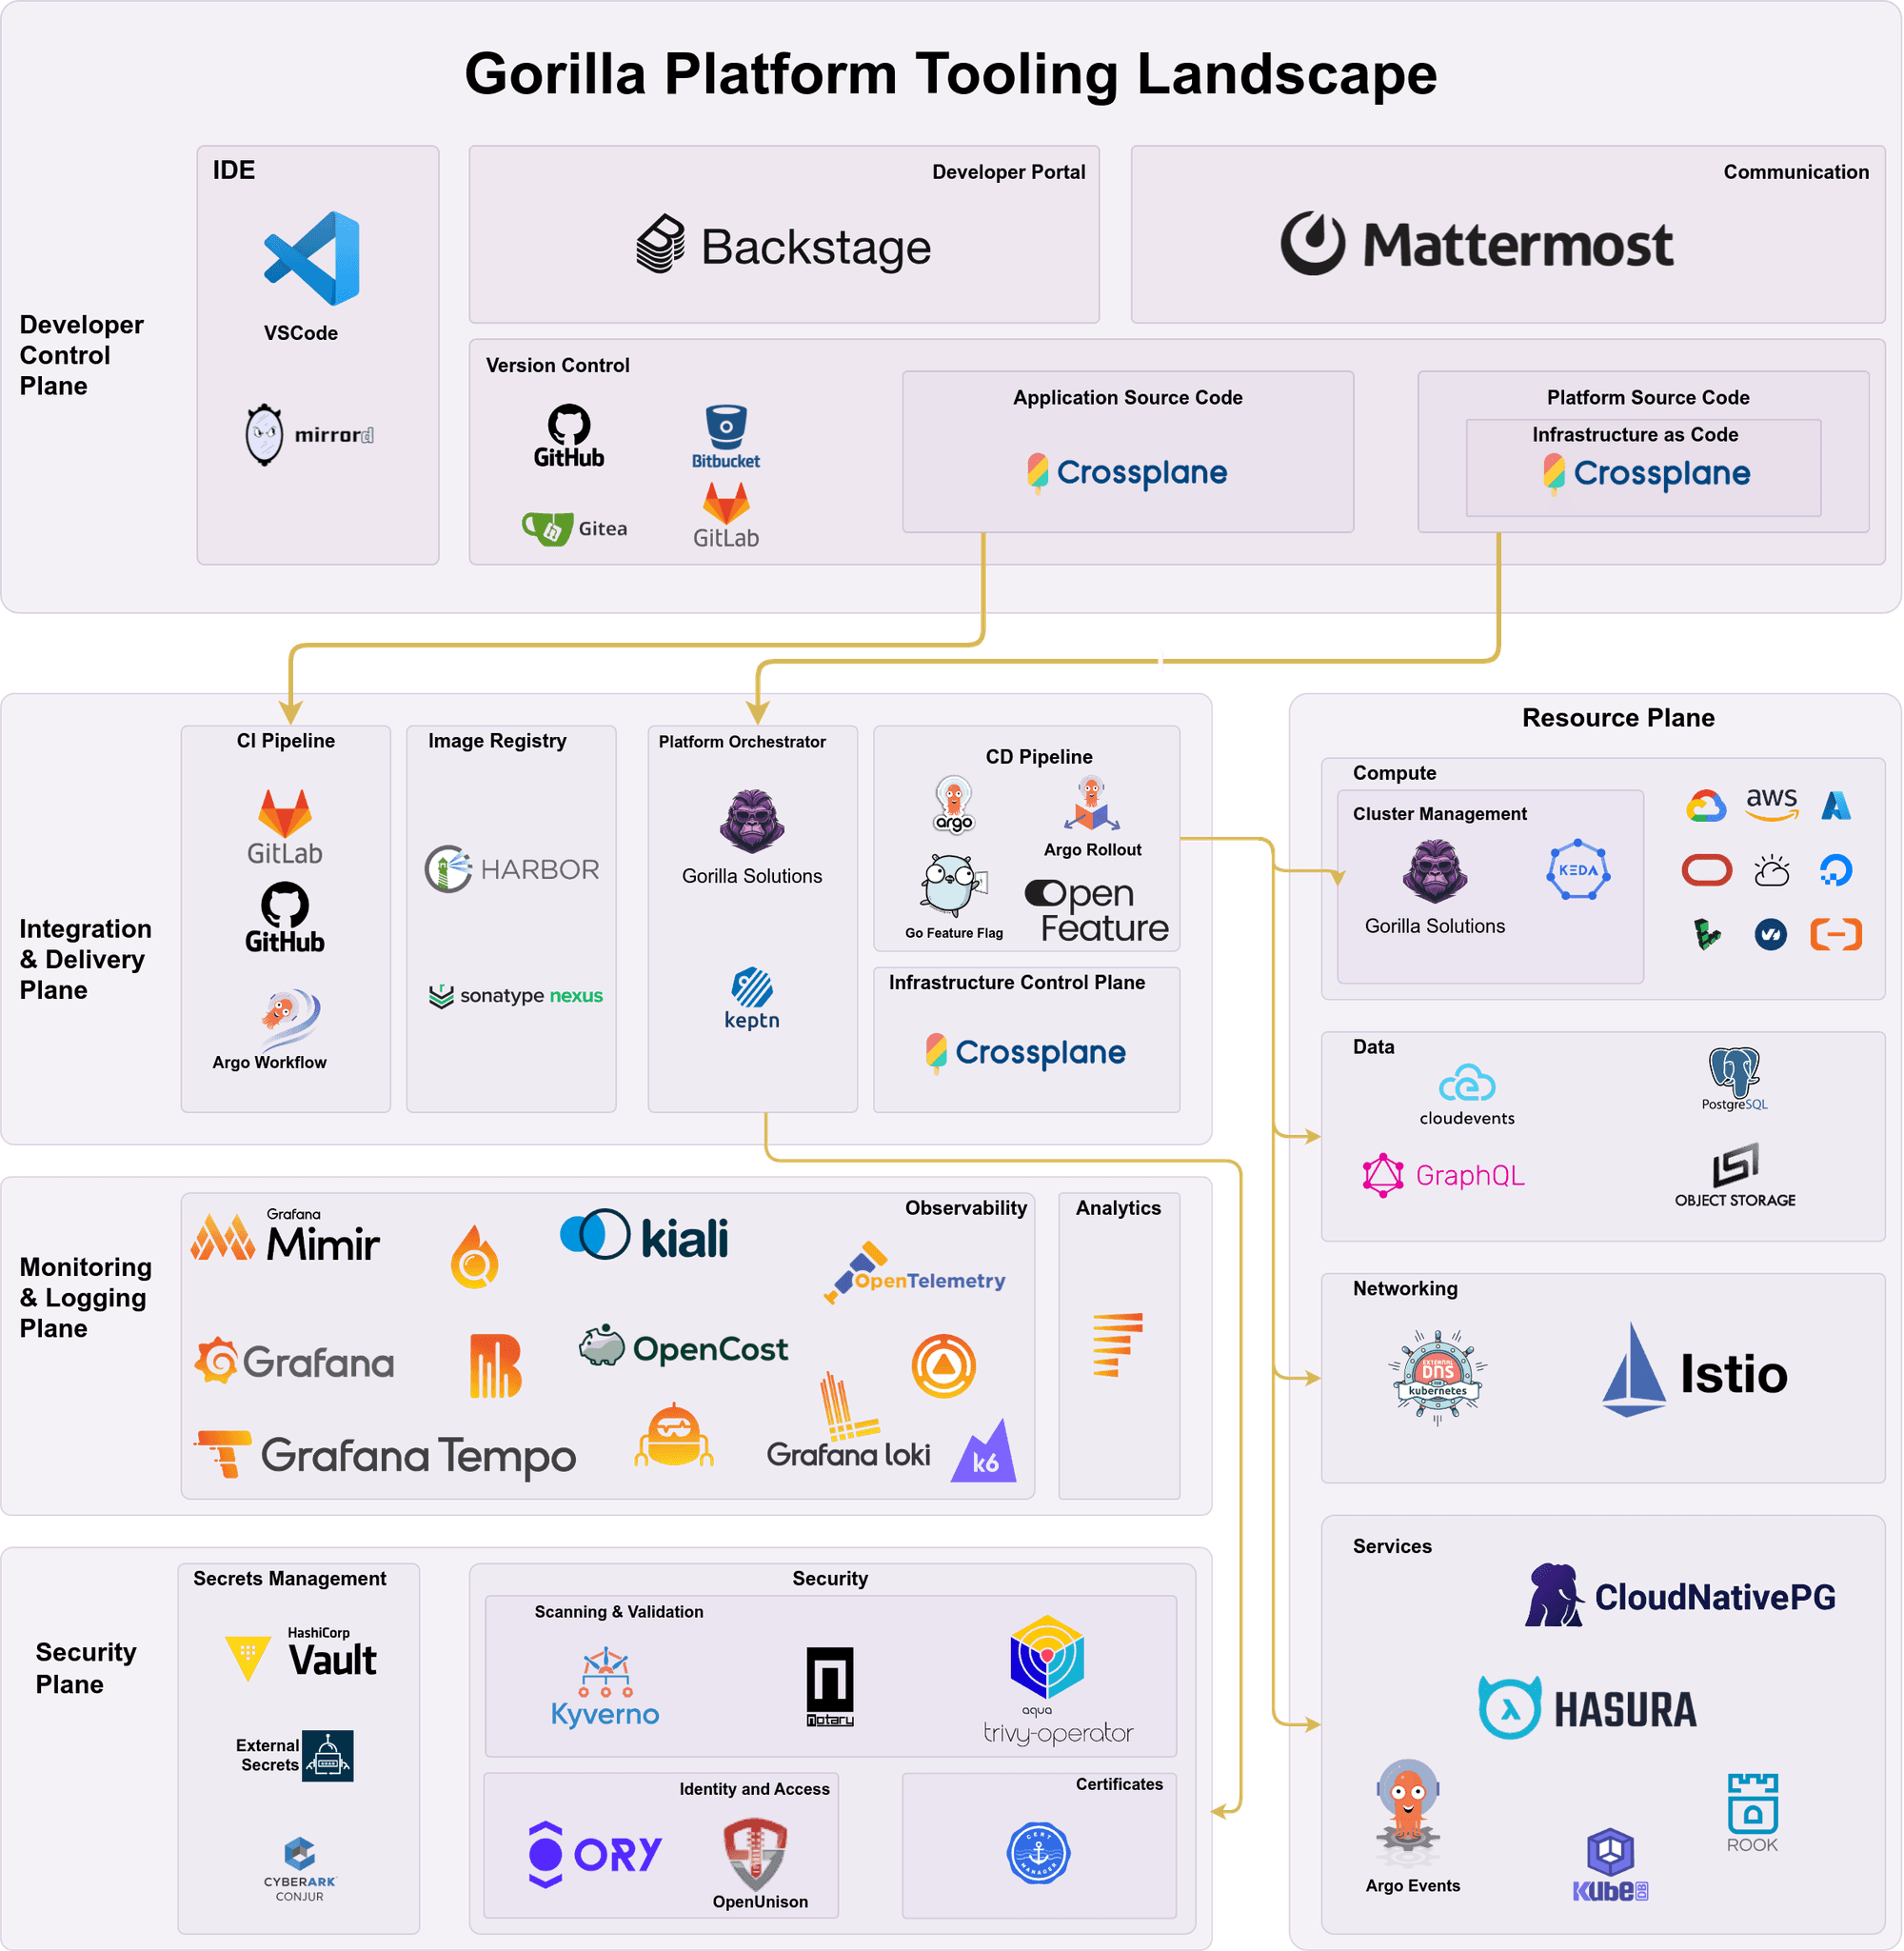 Gorilla Platform Tooling Landscape
Developer
Control
Plane
IDE
VSCode
mirrord
Developer Portal
Backstage
Communication
Mattermost
Version Control
GitHub
Bitbucket
Gitea
GitLab
Application Source Code
Crossplane
Platform Source Code
Infrastructure as Code
Crossplane
Integration
& Delivery
Plane
CI Pipeline
GitLab
GitHub
Argo Workflow
Image Registry
HARBOR
sonatype nexus
Platform Orchestrator
Gorilla Solutions
keptn
CD Pipeline
argo
Argo Rollout
Go Feature Flag
Open
Feature
Infrastructure Control Plane
Crossplane
Resource Plane
Compute
Cluster Management
Gorilla Solutions
KEDA
aws
Data
cloudevents
PostgreSQL
GraphQL
OBJECT STORAGE
Networking
EXTERNAL
DNS
FOR
kubernetes
Istio
Services
CloudNativePG
HASURA
Argo Events
KubeDB
ROOK
Monitoring
& Logging
Plane
Observability
Grafana
Mimir
kiali
OpenTelemetry
Grafana
OpenCost
Grafana Tempo
Grafana loki
k6
Analytics
Security
Plane
Secrets Management
HashiCorp
Vault
External
Secrets
CYBERARK
CONJUR
Security
Scanning & Validation
Kyverno
notary
aqua
trivy-operator
Identity and Access
ORY
OpenUnison
Certificates
CERT
MANAGER